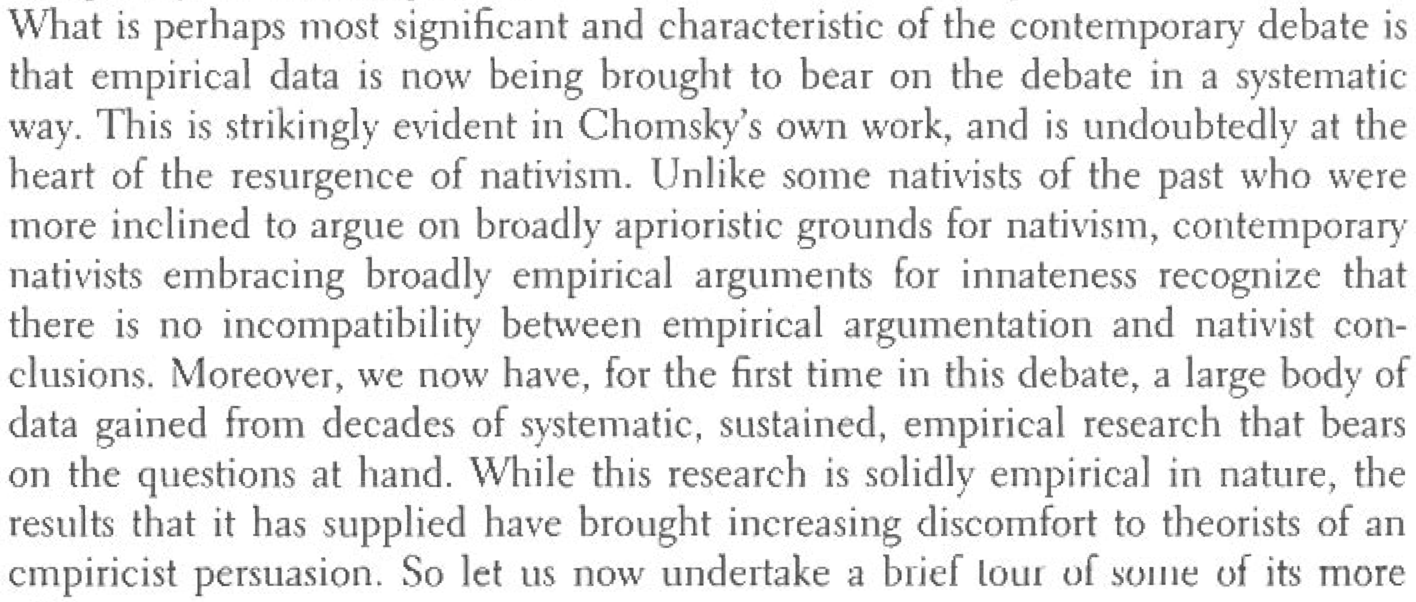 What is perhaps most significant and characteristic of the contemporary debate is
that empirical data is now being brought to bear on the debate in a systematic
way. This is strikingly evident in Chomsky's own work, and is undoubtedly at the
heart of the resurgence of nativism. Unlike some nativists of the past who were
more inclined to argue on broadly aprioristic grounds for nativism, contemporary
nativists embracing broadly empirical arguments for innateness recognize that
there is no incompatibility between empirical argumentation and nativist con-
clusions. Moreover, we now have, for the first time in this debate, a large body of
data gained from decades of systematic, sustained, empirical research that bears
on the questions at hand. While this research is solidly empirical in nature, the
results that it has supplied have brought increasing discomfort to theorists of an
empiricist persuasion. So let us now undertake a brief tour of some of its more